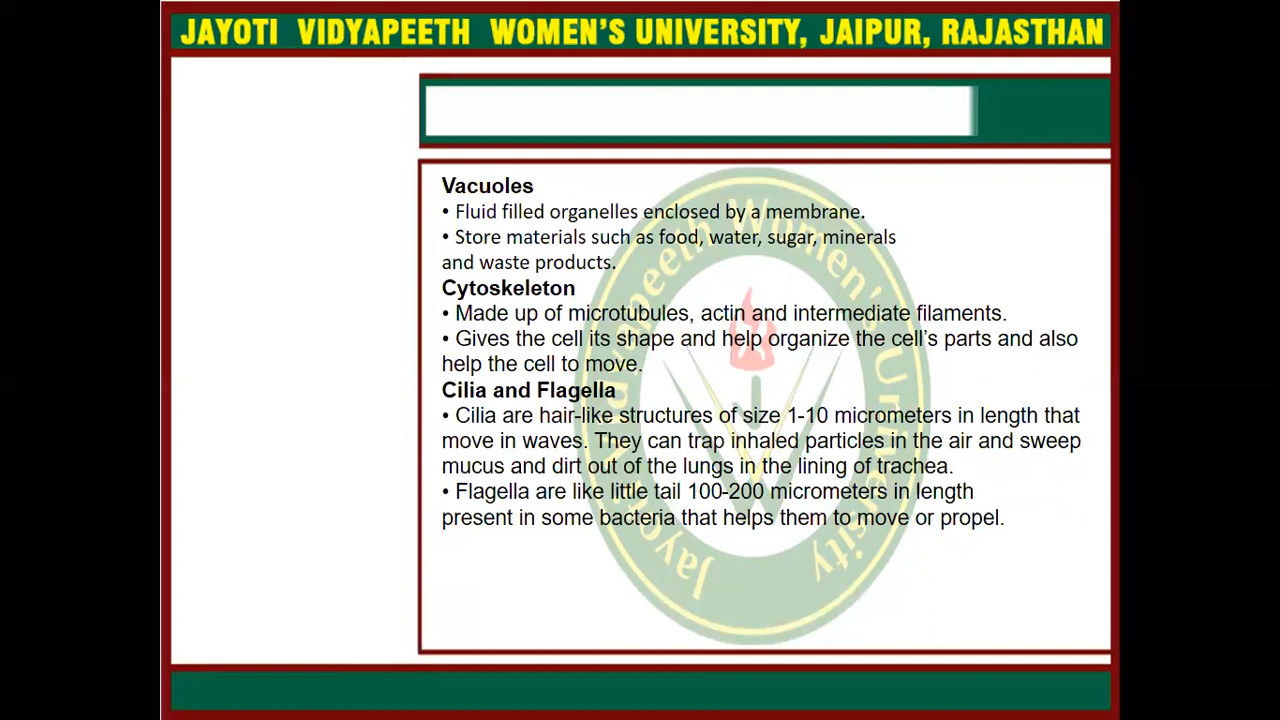 JAYOTI VIDYAPEETH WOMEN'S UNIVERSITY, JAIPUR, RAJASTHAN
Vacuoles
• Fluid filled organelles enclosed by a membrane.
• Store materials such as food, water, sugar, minerals
and waste products.
Cytoskeleton
• Made up of microtubules, actin and intermediate filaments.
• Gives the cell its shape and help organize the cell's parts and also
help the cell to move.
Cilia and Flagella
• Cilia are hair-like structures of size 1-10 micrometers in length that
move in waves. They can trap inhaled particles in the air and sweep
mucus and dirt out of the lungs in the lining of trachea.
• Flagella are like little tail 100-200 micrometers in length
present in some bacteria that helps them to move or propel.
Jayoti Vidyapeeth Women's University